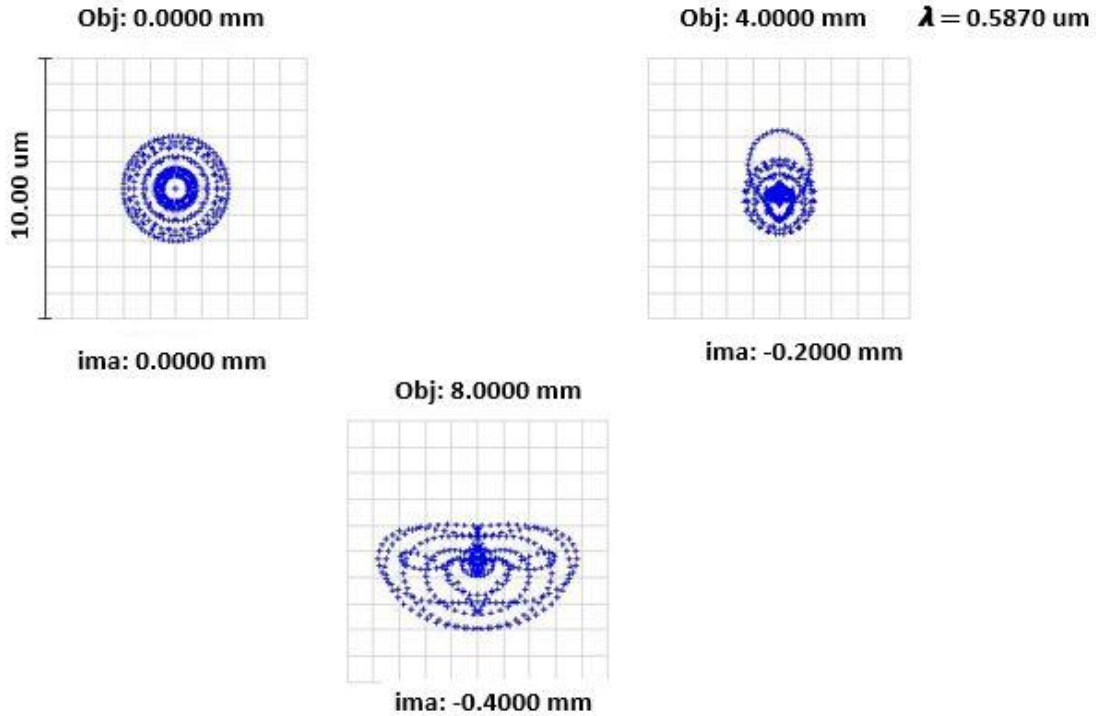 Obj: 0.0000 mm
Obj: 4.0000 mm
λ = 0.5870 um
10.00 um
ima: 0.0000 mm
ima: -0.2000 mm
Obj: 8.0000 mm
ima: -0.4000 mm